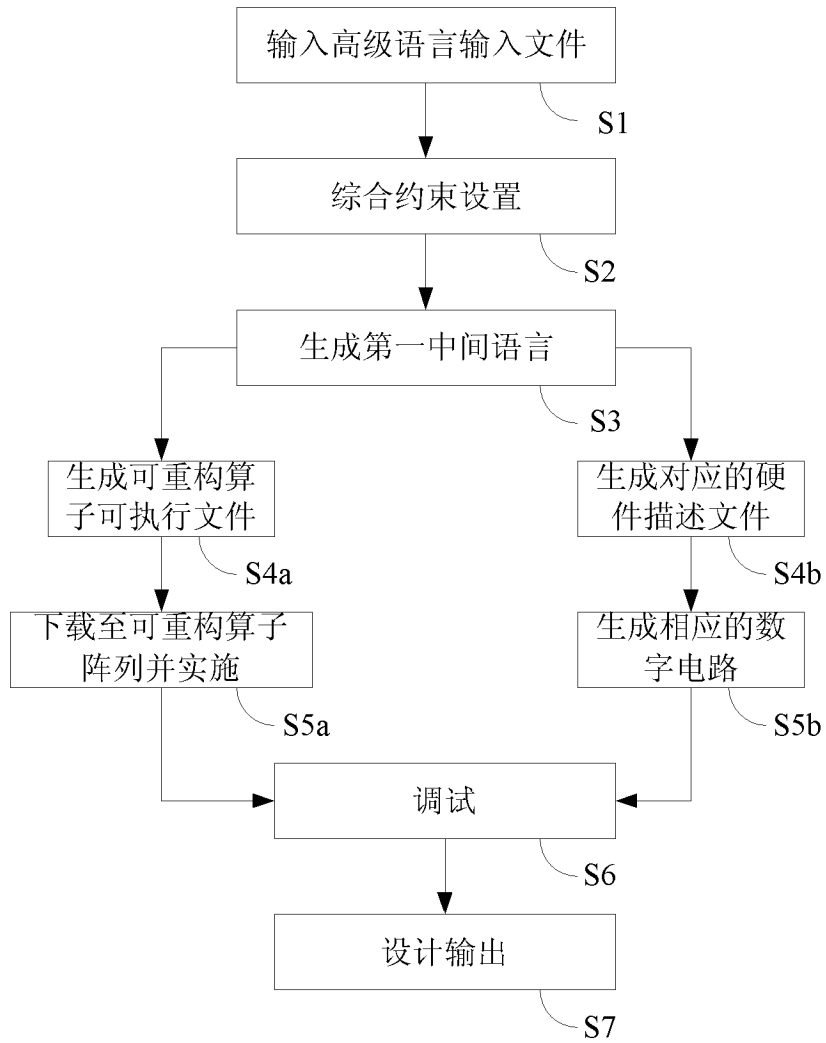 输入高级语言输入文件
S1
综合约束设置
S2
生成第一中间语言
S3
生成可重构算
子可执行文件
S4a
生成对应的硬
件描述文件
S4b
下载至可重构算子
阵列并实施
S5a
生成相应的数
字电路
S5b
调试
S6
设计输出
S7